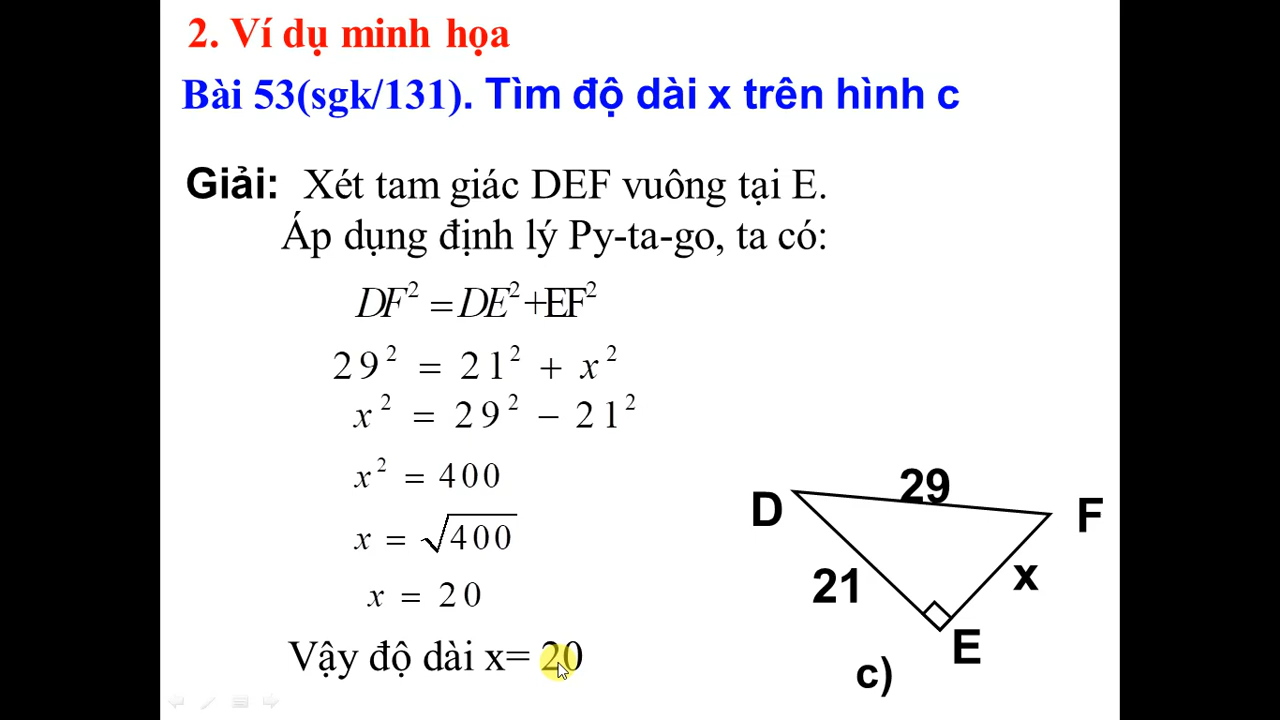 2. Ví dụ minh họa
Bài 53(sgk/131). Tìm độ dài x trên hình c
Giải: Xét tam giác DEF vuông tại E.
Áp dụng định lý Py-ta-go, ta có:
DF² = DE² + EF²
29² = 21² + x²
x² = 29² − 21²
x² = 400
x = √400
x = 20
Vậy độ dài x= 20
29
D
F
21
x
E
c)